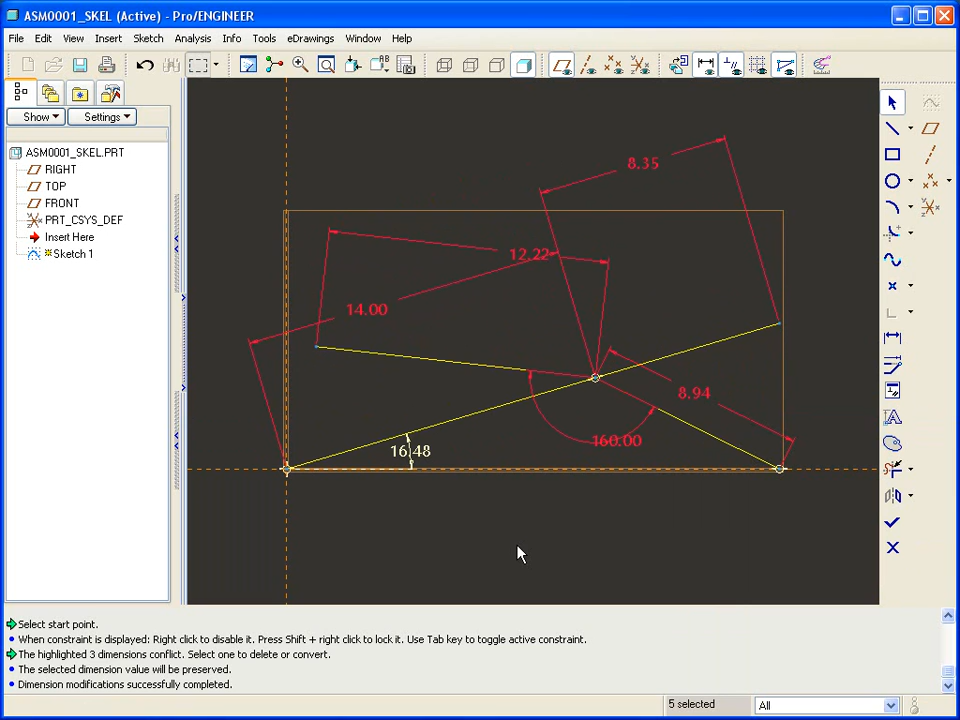 ASM0001_SKEL (Active) - Pro/ENGINEER
File Edit View Insert Sketch Analysis Info Tools eDrawings Window Help
Show Settings
ASM0001_SKEL.PRT
RIGHT
TOP
FRONT
PRT_CSYS_DEF
Insert Here
Sketch 1
8.35
12.22
14.00
8.94
160.00
16.48
Select start point.
When constraint is displayed: Right click to disable it. Press Shift + right click to lock it. Use Tab key to toggle active constraint.
The highlighted 3 dimensions conflict. Select one to delete or convert.
The selected dimension value will be preserved.
Dimension modifications successfully completed.
5 selected All